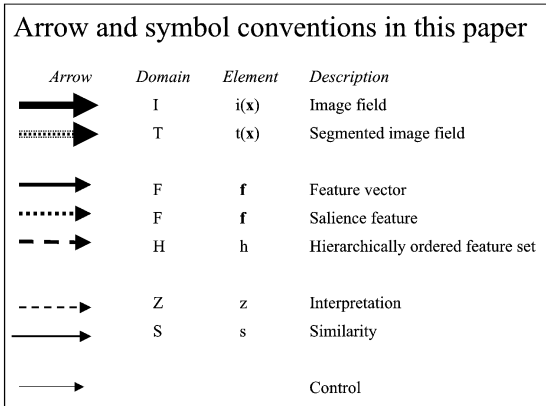 Arrow and symbol conventions in this paper
Arrow Domain Element Description
I i(x) Image field
T t(x) Segmented image field
F f Feature vector
F f Salience feature
H h Hierarchically ordered feature set
Z z Interpretation
S s Similarity
Control